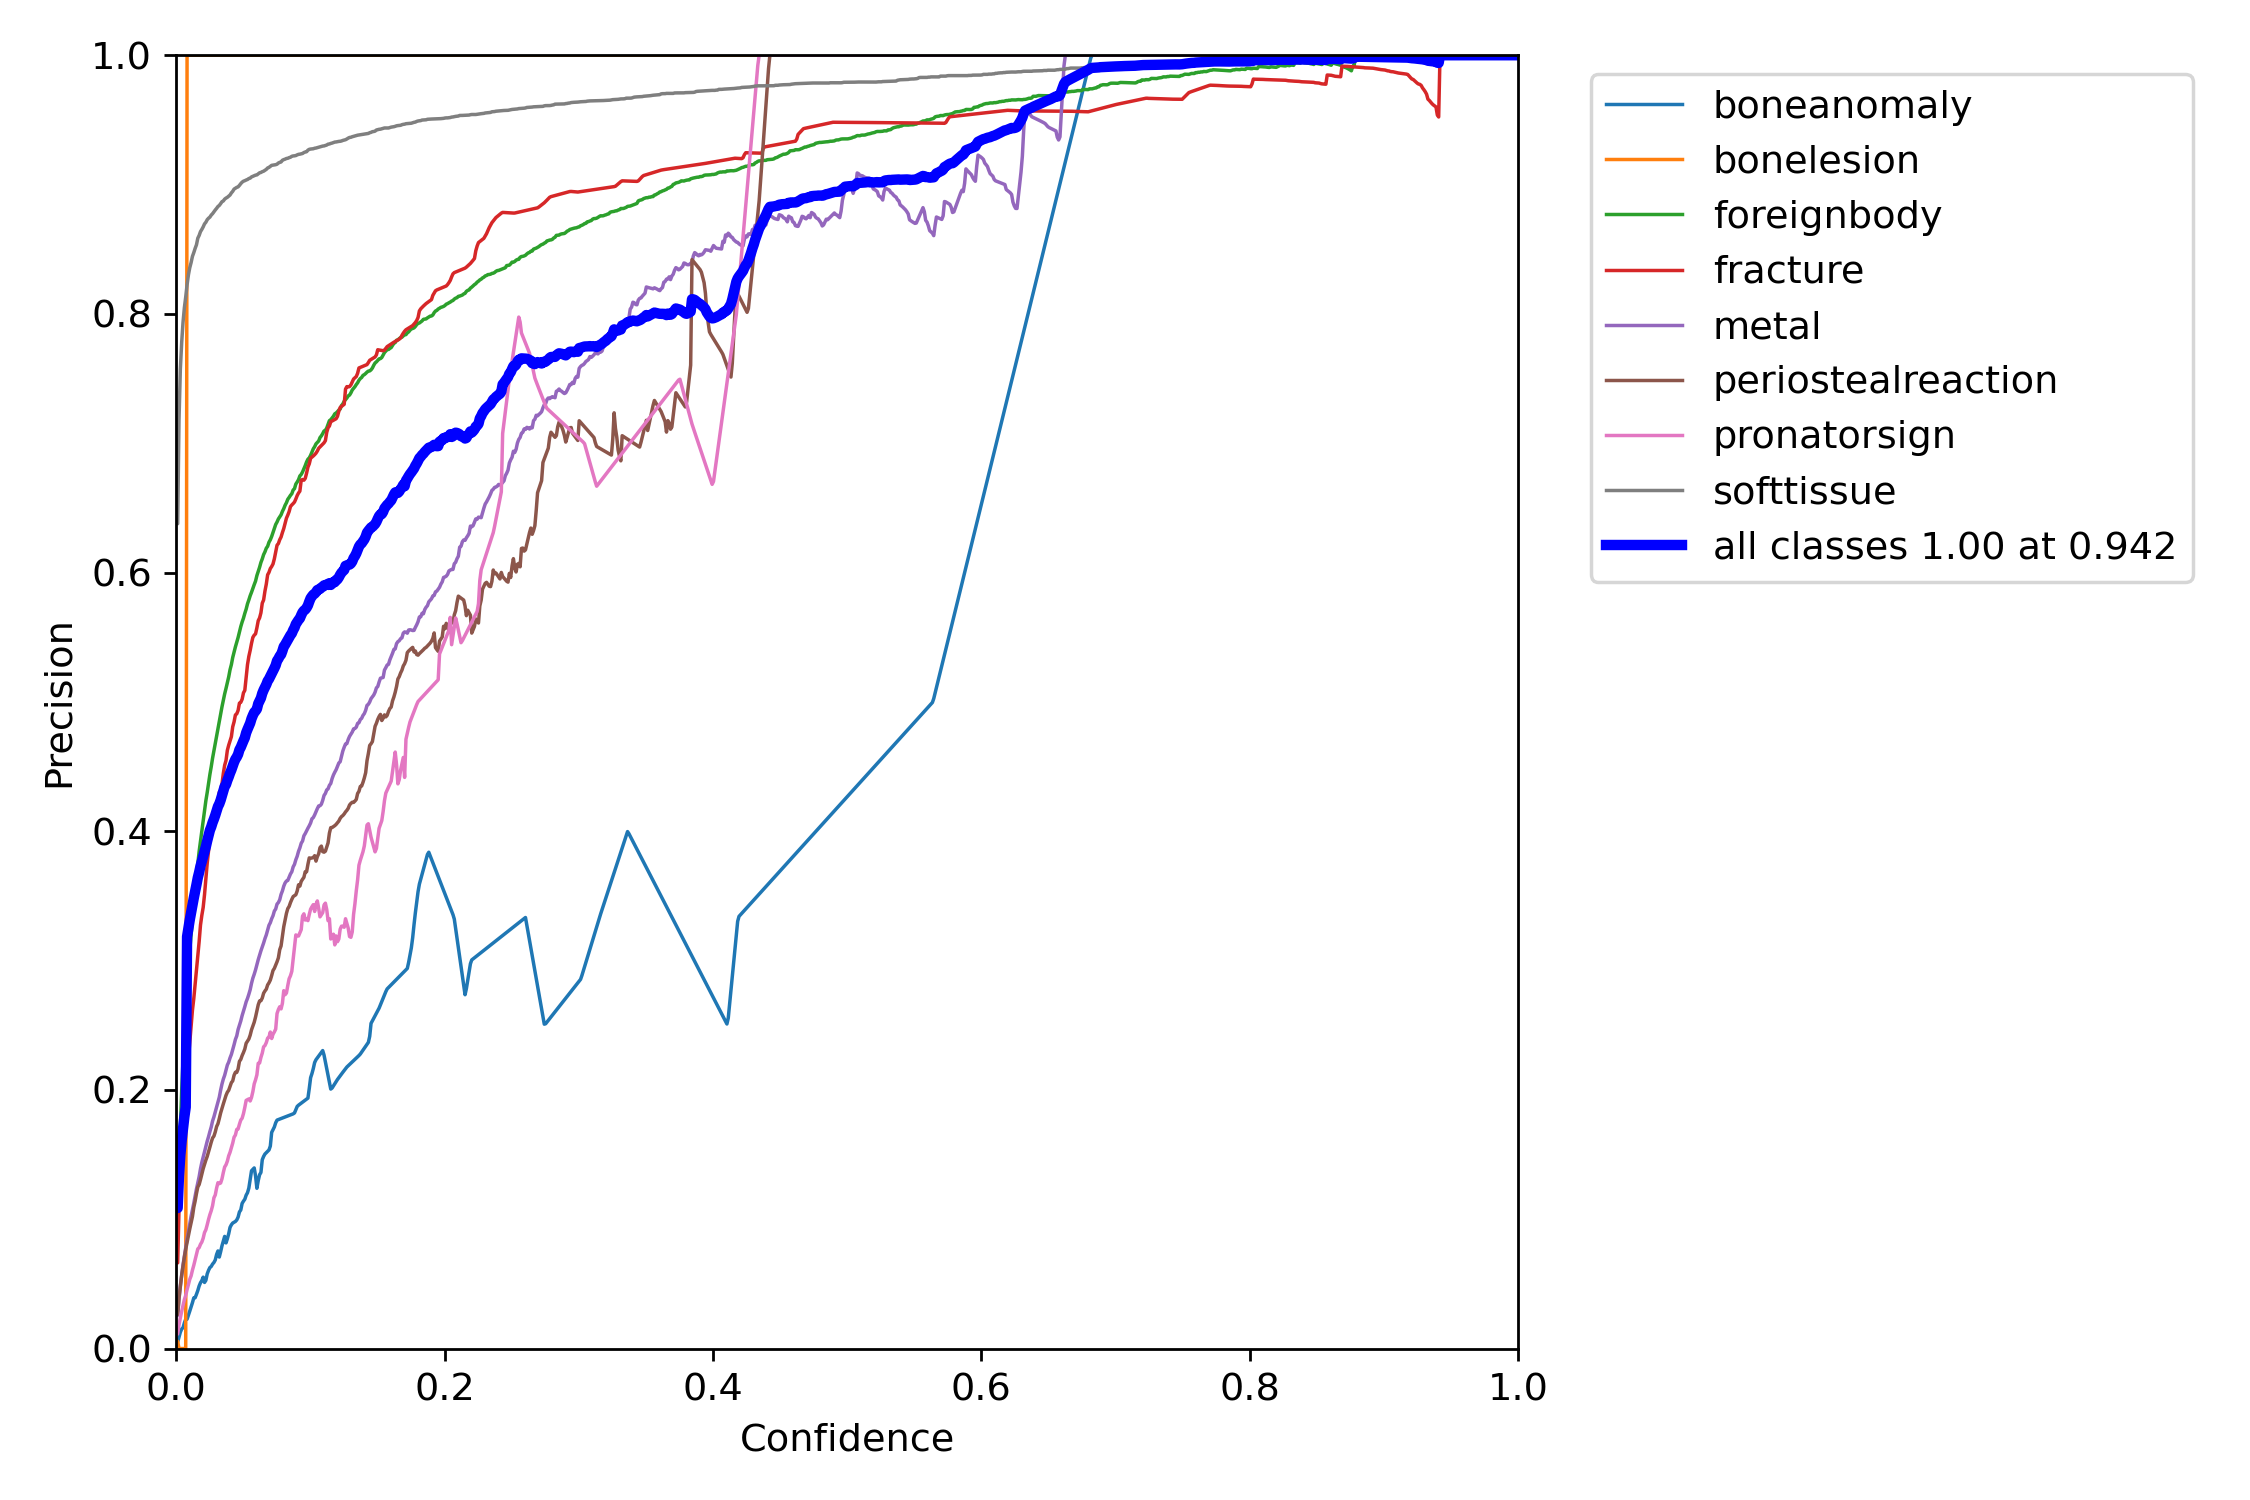 1.0
0.8
0.6
0.4
0.2
0.0
Precision
0.0 0.2 0.4 0.6 0.8 1.0
Confidence
boneanomaly
bonelesion
foreignbody
fracture
metal
periostealreaction
pronatorsign
softtissue
all classes 1.00 at 0.942